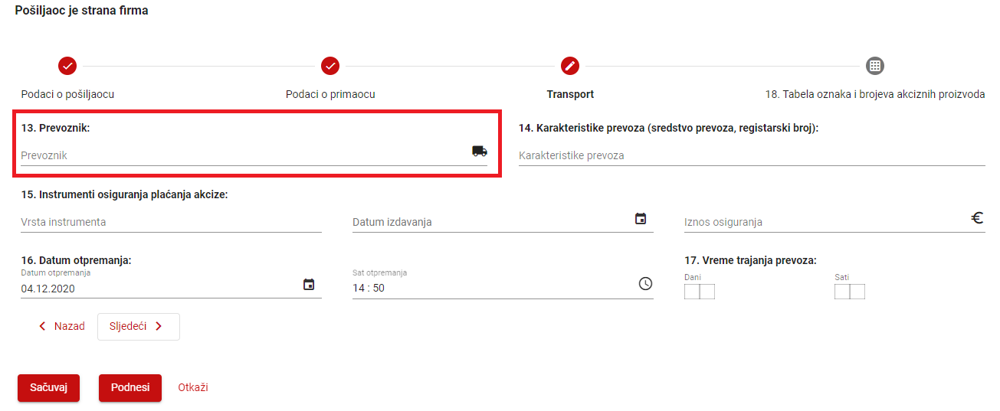 Pošiljaoc je strana firma
Podaci o pošiljaocu
Podaci o primaocu
Transport
18. Tabela oznaka i brojeva akciznih proizvoda
13. Prevoznik:
Prevoznik
14. Karakteristike prevoza (sredstvo prevoza, registarski broj):
Karakteristike prevoza
15. Instrumenti osiguranja plaćanja akcize:
Vrsta instrumenta
Datum izdavanja
Iznos osiguranja
€
16. Datum otpremanja:
Datum otpremanja
04.12.2020
Sat otpremanja
14 : 50
17. Vreme trajanja prevoza:
Dani
Sati
Nazad
Sljedeći
Sačuvaj
Podnesi
Otkaži